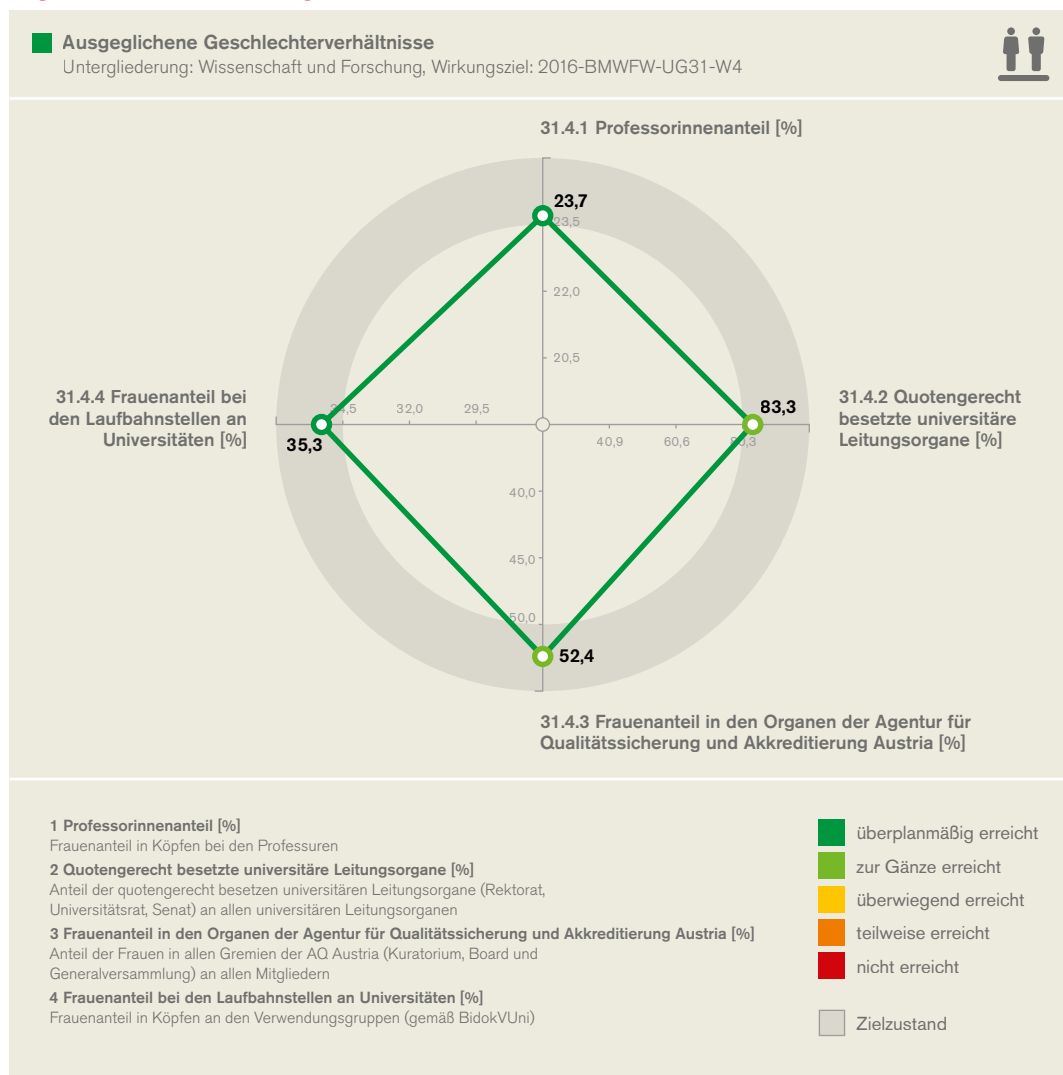 Ausgeglichene Geschlechterverhältnisse
Untergliederung: Wissenschaft und Forschung, Wirkungsziel: 2016-BMWFW-UG31-W4
31.4.1 Professorinnenanteil [%]
23,7
23,5
22,0
20,5
31.4.4 Frauenanteil bei
den Laufbahnstellen an
Universitäten [%]
35,3
34,5
32,0
29,5
40,9
60,6
80,3
83,3
31.4.2 Quotengerecht
besetzte universitäre
Leitungsorgane [%]
40,0
45,0
50,0
52,4
31.4.3 Frauenanteil in den Organen der Agentur für
Qualitätssicherung und Akkreditierung Austria [%]
1 Professorinnenanteil [%]
Frauenanteil in Köpfen bei den Professuren
2 Quotengerecht besetzte universitäre Leitungsorgane [%]
Anteil der quotengerecht besetzen universitären Leitungsorgane (Rektorat,
Universitätsrat, Senat) an allen universitären Leitungsorganen
3 Frauenanteil in den Organen der Agentur für Qualitätssicherung und Akkreditierung Austria [%]
Anteil der Frauen in allen Gremien der AQ Austria (Kuratorium, Board und
Generalversammlung) an allen Mitgliedern
4 Frauenanteil bei den Laufbahnstellen an Universitäten [%]
Frauenanteil in Köpfen an den Verwendungsgruppen (gemäß BidokVUni)
überplanmäßig erreicht
zur Gänze erreicht
überwiegend erreicht
teilweise erreicht
nicht erreicht
Zielzustand